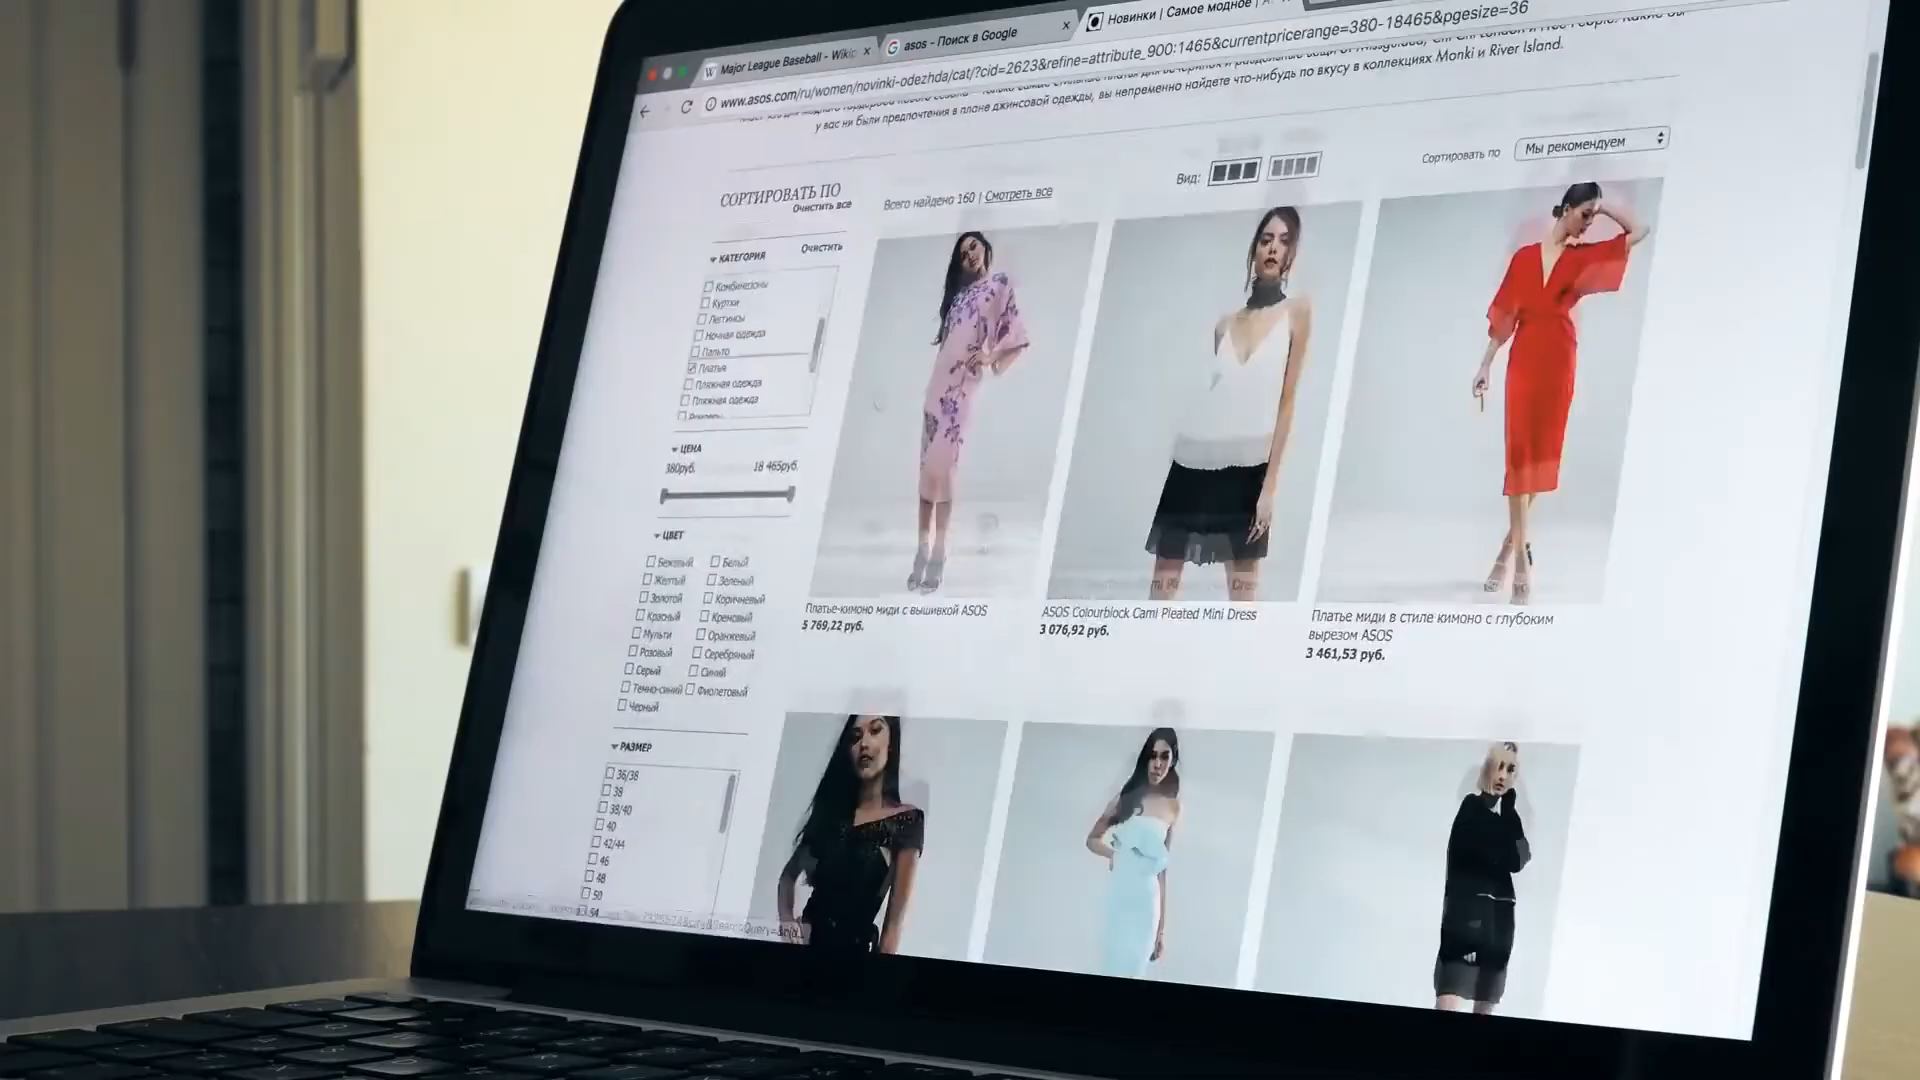 Major League Baseball - Wikip
asos - Поиск в Google
Новинки | Самое модное |
www.asos.com/ru/women/novinki-odezhda/cat/?cid=2623&refine=attribute_900:1465&currentpricerange=380-18465&pgesize=36
у вас ни были предпочтения в плане джинсовой одежды, вы непременно найдете что-нибудь по вкусу в коллекциях Monki и River Island.
Вид:
Сортировать по
Мы рекомендуем
СОРТИРОВАТЬ ПО
Очистить все
Всего найдено 160 | Смотреть все
КАТЕГОРИЯ
Очистить
Комбинезоны
Куртки
Леггинсы
Ночная одежда
Пальто
Платья
Пляжная одежда
Пляжная одежда
ЦЕНА
380руб.
18 465руб.
ЦВЕТ
Бежевый Белый
Желтый Зеленый
Золотой Коричневый
Красный Кремовый
Мульти Оранжевый
Розовый Серебряный
Серый Синий
Темно-синий Фиолетовый
Черный
РАЗМЕР
36/38
38
38/40
40
42/44
46
48
50
54
Платье-кимоно миди с вышивкой ASOS
5 769,22 руб.
ASOS Colourblock Cami Pleated Mini Dress
3 076,92 руб.
Платье миди в стиле кимоно с глубоким
вырезом ASOS
3 461,53 руб.